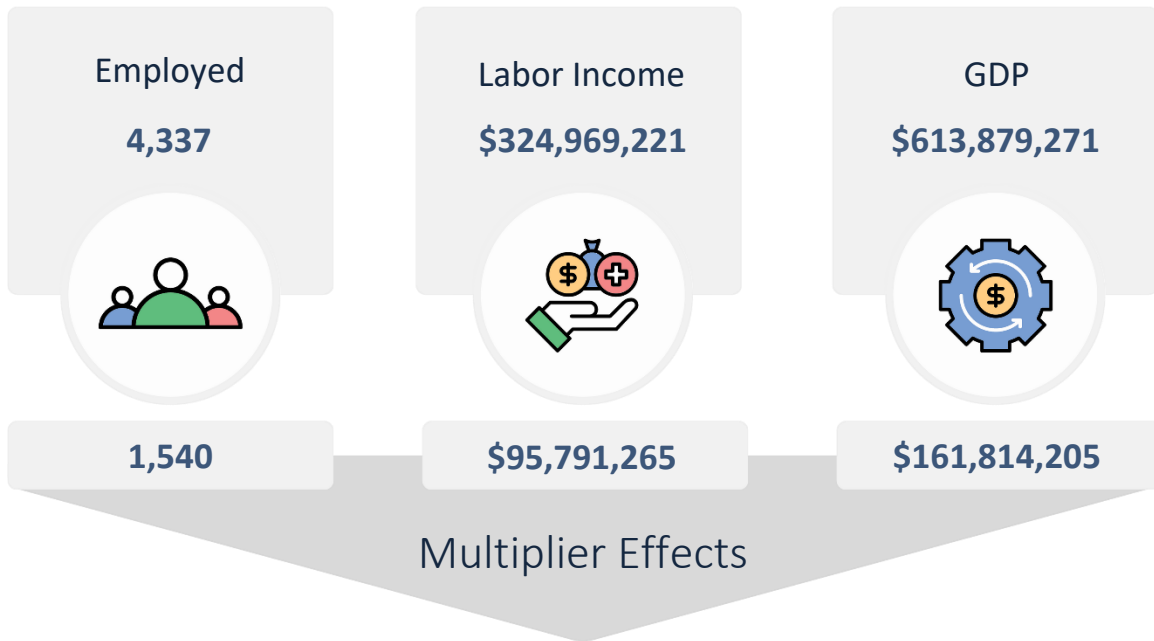 Employed
4,337
Labor Income
$324,969,221
GDP
$613,879,271
1,540
$95,791,265
$161,814,205
Multiplier Effects